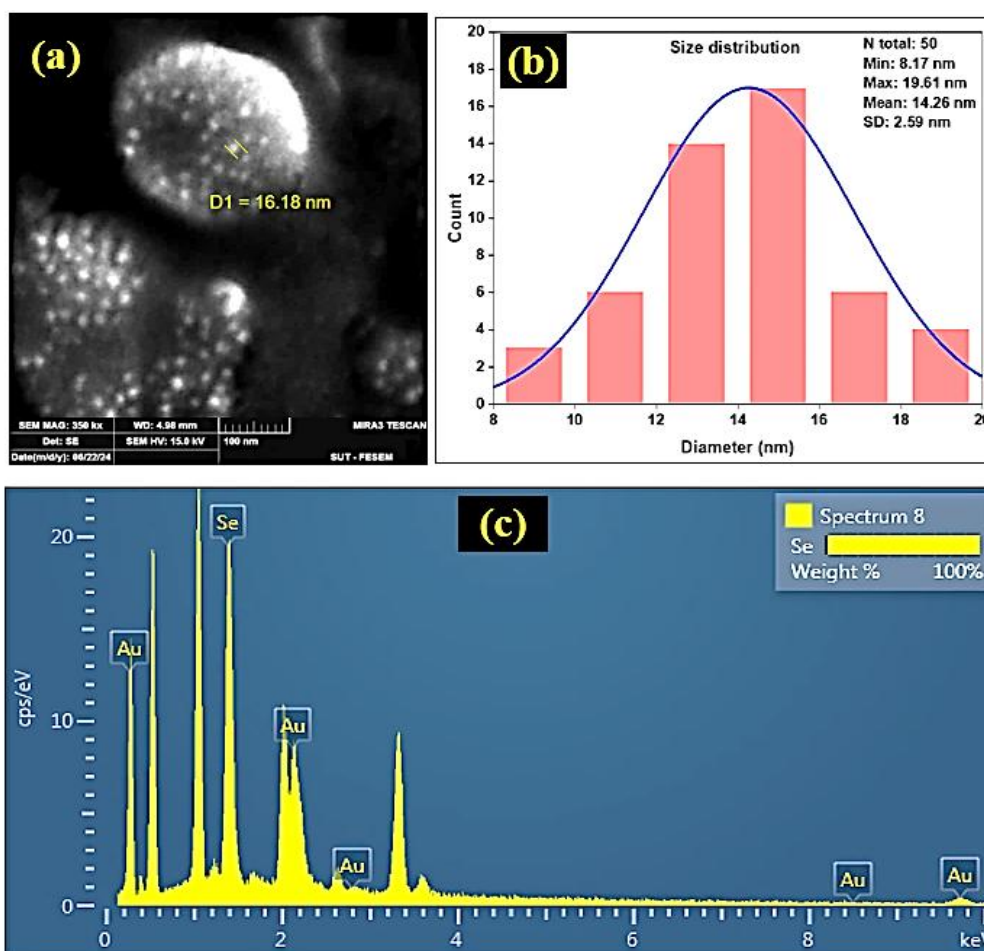 (a)
D1 = 16.18 nm
SEM MAG: 350 kx WD: 4.98 mm MIRA3 TESCAN
Det: SE SEM HV: 15.0 kV 100 nm
Date(m/d/y): 06/22/24 SUT - FESEM
(b)
Size distribution
N total: 50
Min: 8.17 nm
Max: 19.61 nm
Mean: 14.26 nm
SD: 2.59 nm
20
18
16
14
12
10
8
6
4
2
0
Count
8 10 12 14 16 18 20
Diameter (nm)
(c)
Spectrum 8
Se
Weight % 100%
Se
Au
Au
Au
Au
Au
20
10
0
cps/eV
0 2 4 6 8 keV